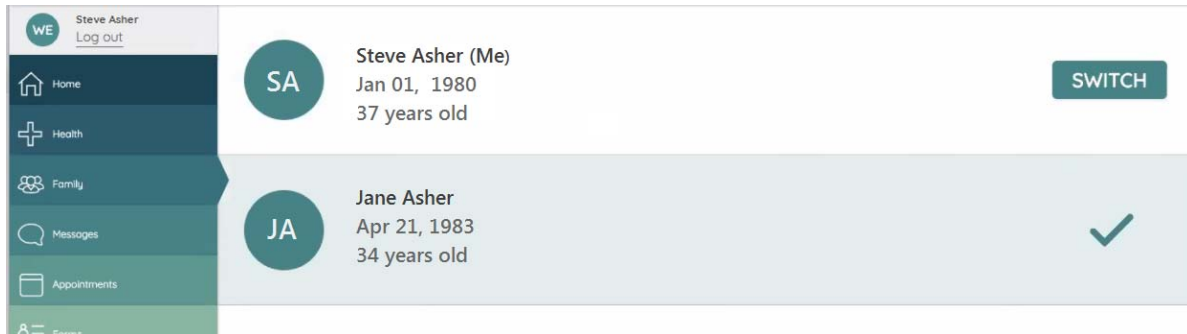 WE
Steve Asher
Log out
Home
Health
Family
Messages
Appointments
Forms
SA
Steve Asher (Me)
Jan 01, 1980
37 years old
SWITCH
JA
Jane Asher
Apr 21, 1983
34 years old